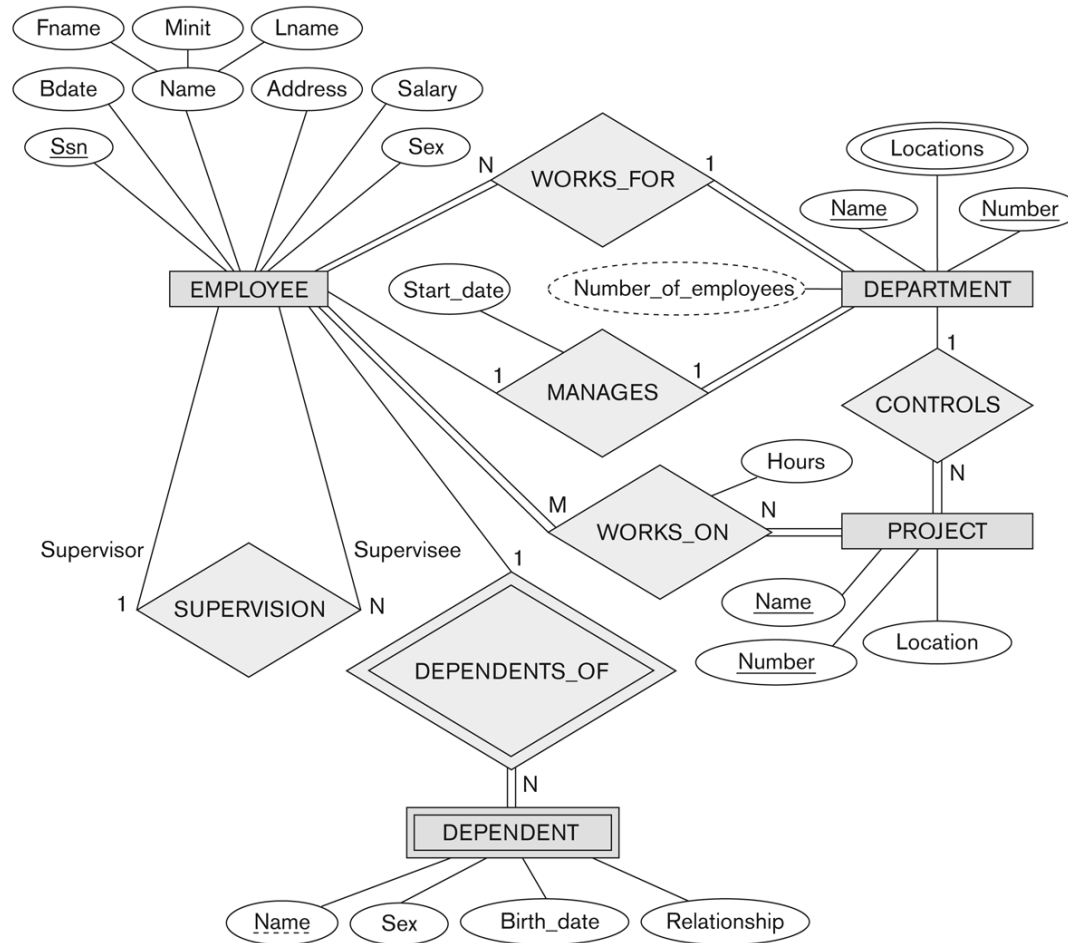 Fname
Minit
Lname
Bdate
Name
Address
Salary
Ssn
Sex
N
WORKS_FOR
1
Locations
Name
Number
EMPLOYEE
Start_date
Number_of_employees
DEPARTMENT
1
MANAGES
1
1
CONTROLS
N
Hours
M
WORKS_ON
N
PROJECT
Supervisor
Supervisee
1
SUPERVISION
N
1
Name
Number
Location
DEPENDENTS_OF
N
DEPENDENT
Name
Sex
Birth_date
Relationship